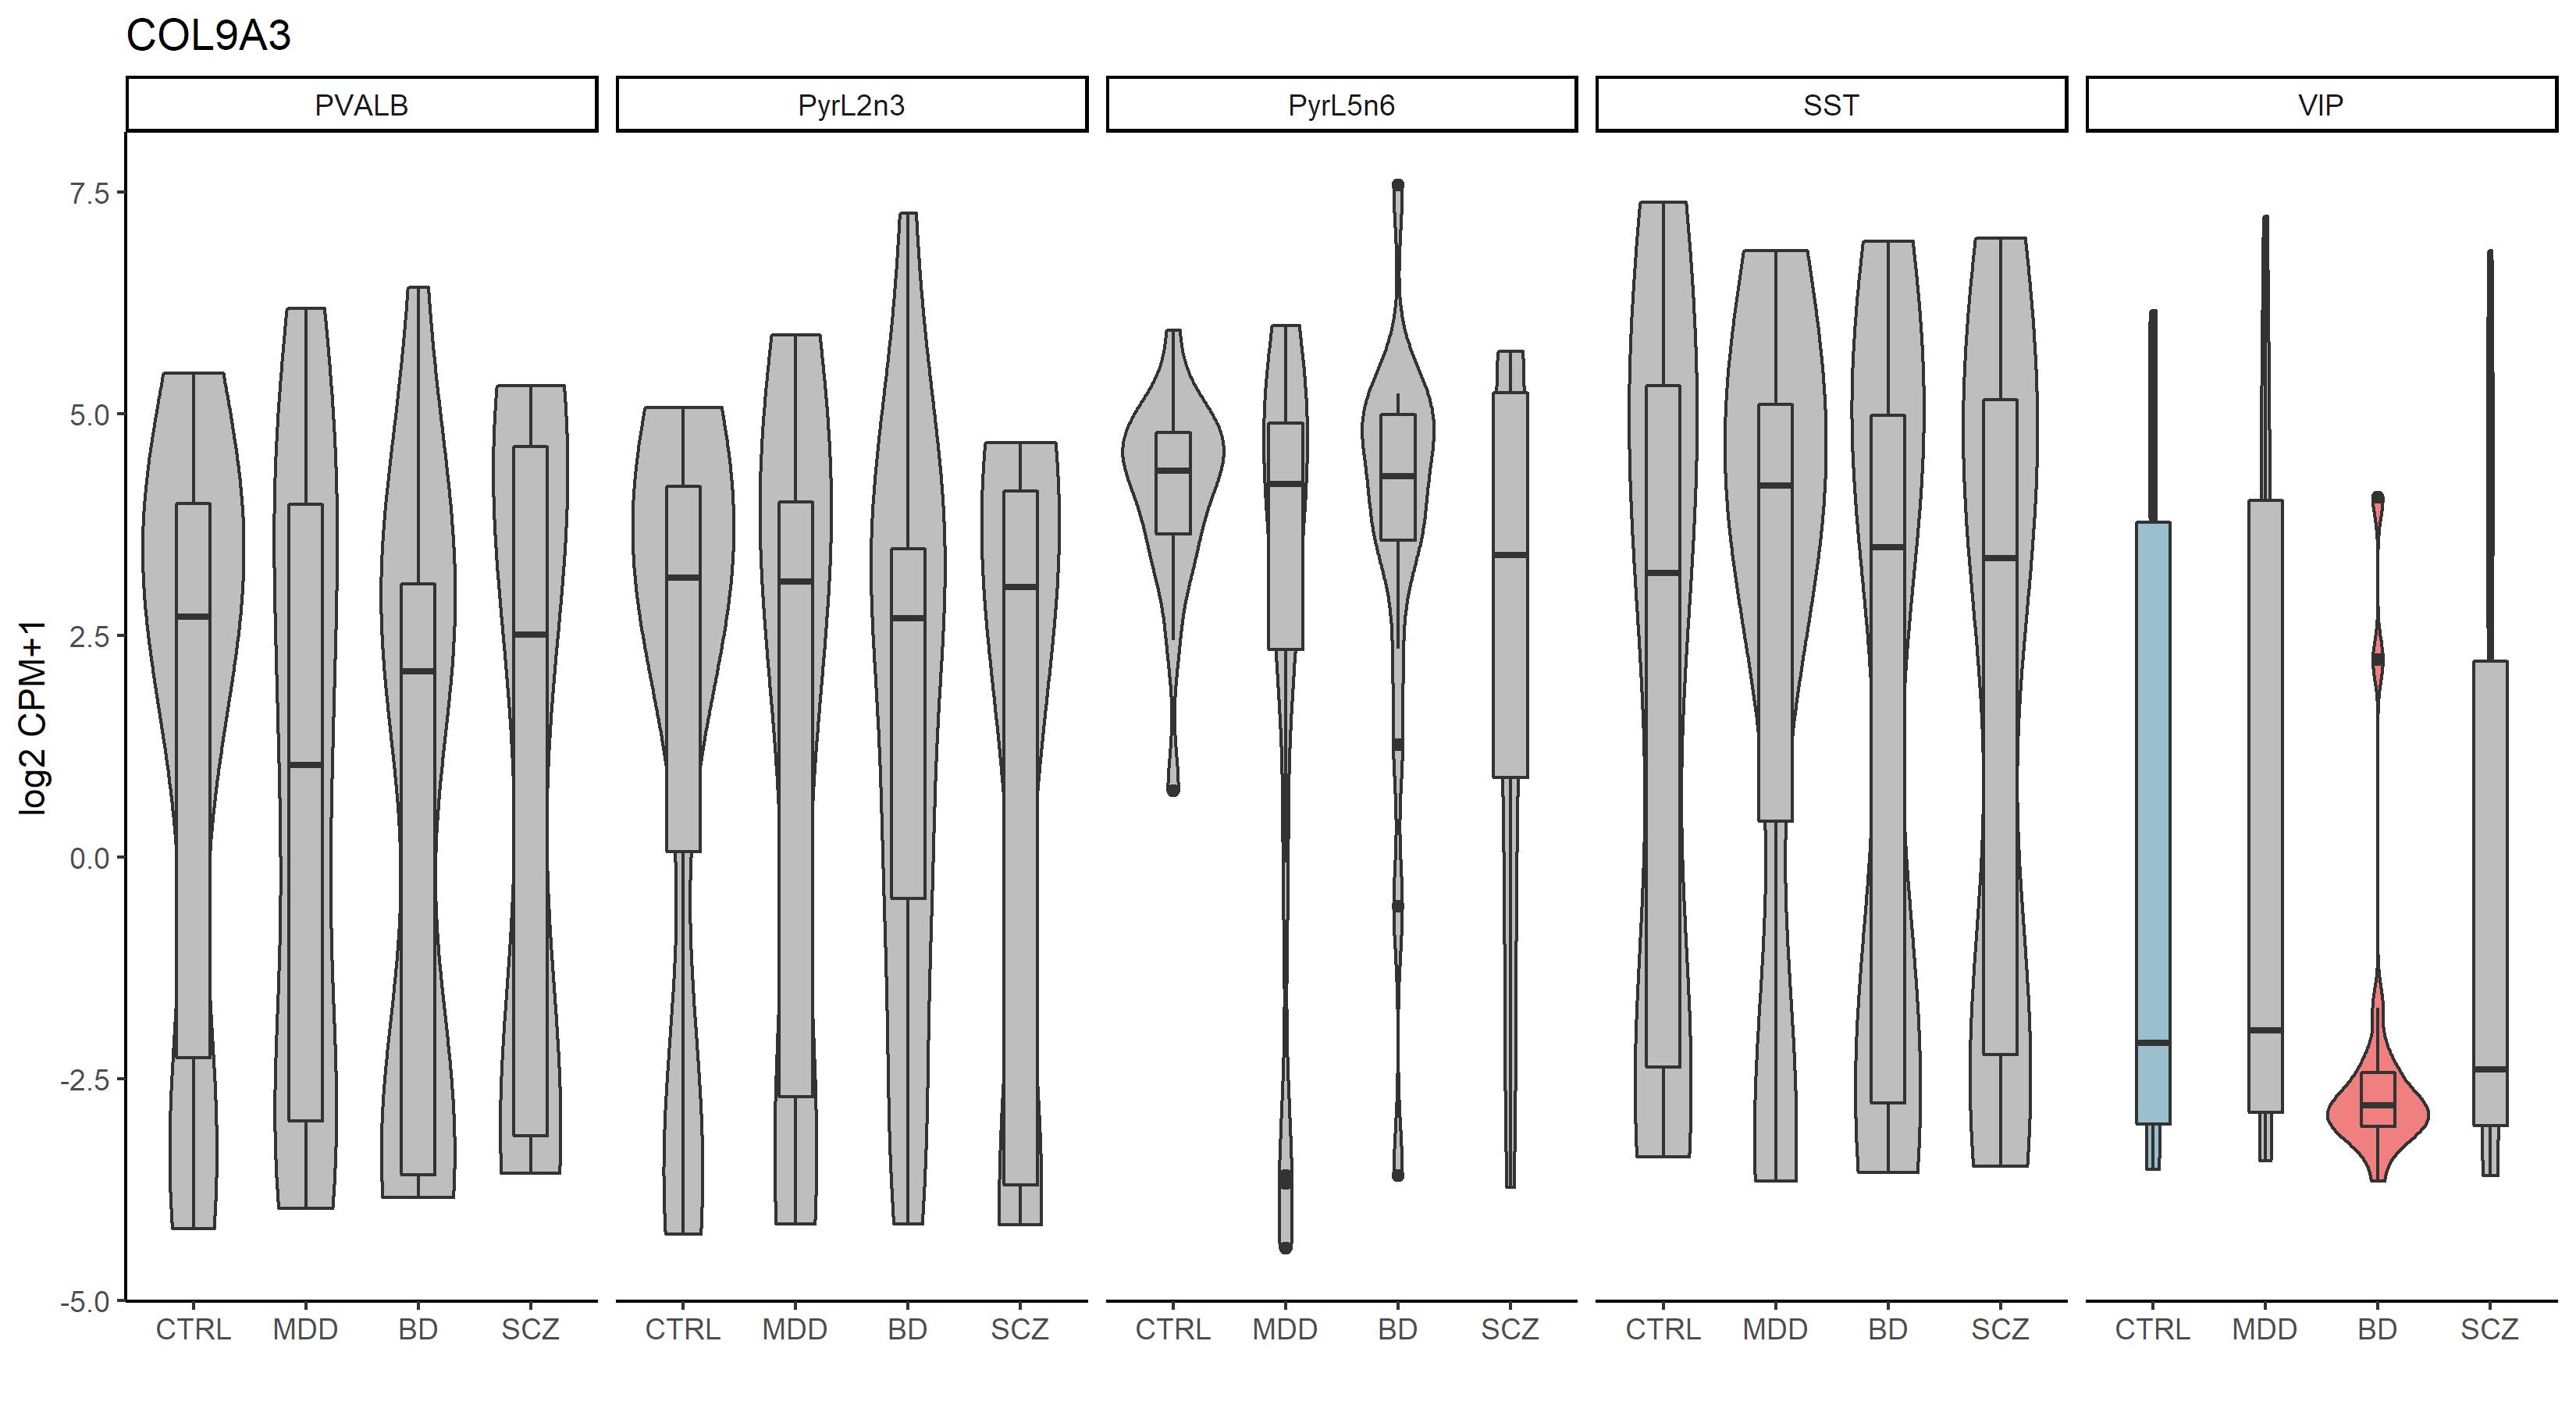 COL9A3
PVALB PyrL2n3 PyrL5n6 SST VIP
log2 CPM+1
7.5
5.0
2.5
0.0
-2.5
-5.0
CTRL MDD BD SCZ CTRL MDD BD SCZ CTRL MDD BD SCZ CTRL MDD BD SCZ CTRL MDD BD SCZ